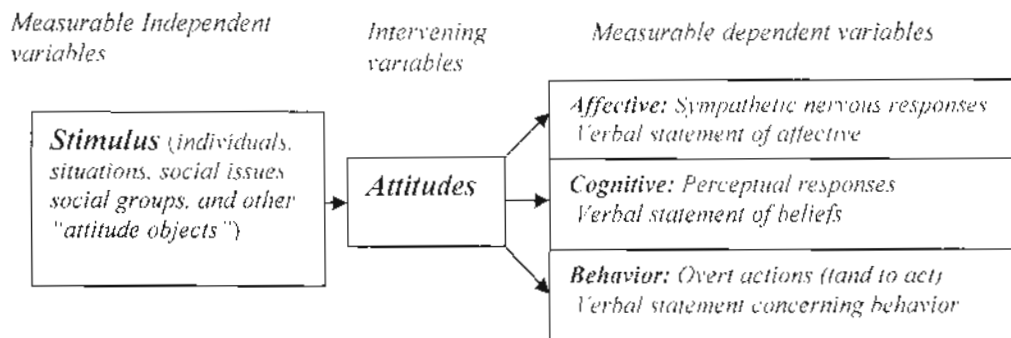 Measurable Independent
variables
Intervening
variables
Measurable dependent variables
Stimulus (individuals,
situations, social issues
social groups, and other
"attitude objects")
Attitudes
Affective: Sympathetic nervous responses
Verbal statement of affective
Cognitive: Perceptual responses
Verbal statement of beliefs
Behavior: Overt actions (tand to act)
Verbal statement concerning behavior